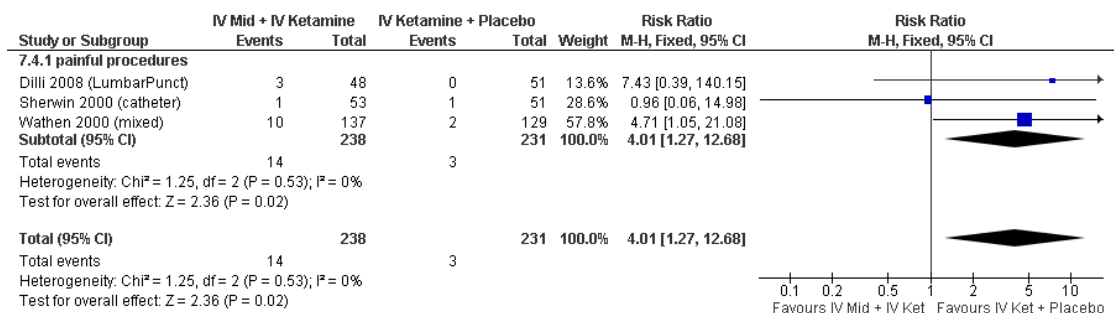 IV Mid + IV Ketamine IV Ketamine + Placebo Risk Ratio Risk Ratio
Study or Subgroup Events Total Events Total Weight M-H, Fixed, 95% CI M-H, Fixed, 95% CI
7.4.1 painful procedures
Dilli 2008 (LumbarPunct) 3 48 0 51 13.6% 7.43 [0.39, 140.15]
Sherwin 2000 (catheter) 1 53 1 51 28.6% 0.96 [0.06, 14.98]
Wathen 2000 (mixed) 10 137 2 129 57.8% 4.71 [1.05, 21.08]
Subtotal (95% CI) 238 231 100.0% 4.01 [1.27, 12.68]
Total events 14 3
Heterogeneity: Chi² = 1.25, df = 2 (P = 0.53); I² = 0%
Test for overall effect: Z = 2.36 (P = 0.02)
Total (95% CI) 238 231 100.0% 4.01 [1.27, 12.68]
Total events 14 3
Heterogeneity: Chi² = 1.25, df = 2 (P = 0.53); I² = 0%
Test for overall effect: Z = 2.36 (P = 0.02)
0.1 0.2 0.5 1 2 5 10
Favours IV Mid + IV Ket Favours IV Ket + Placebo